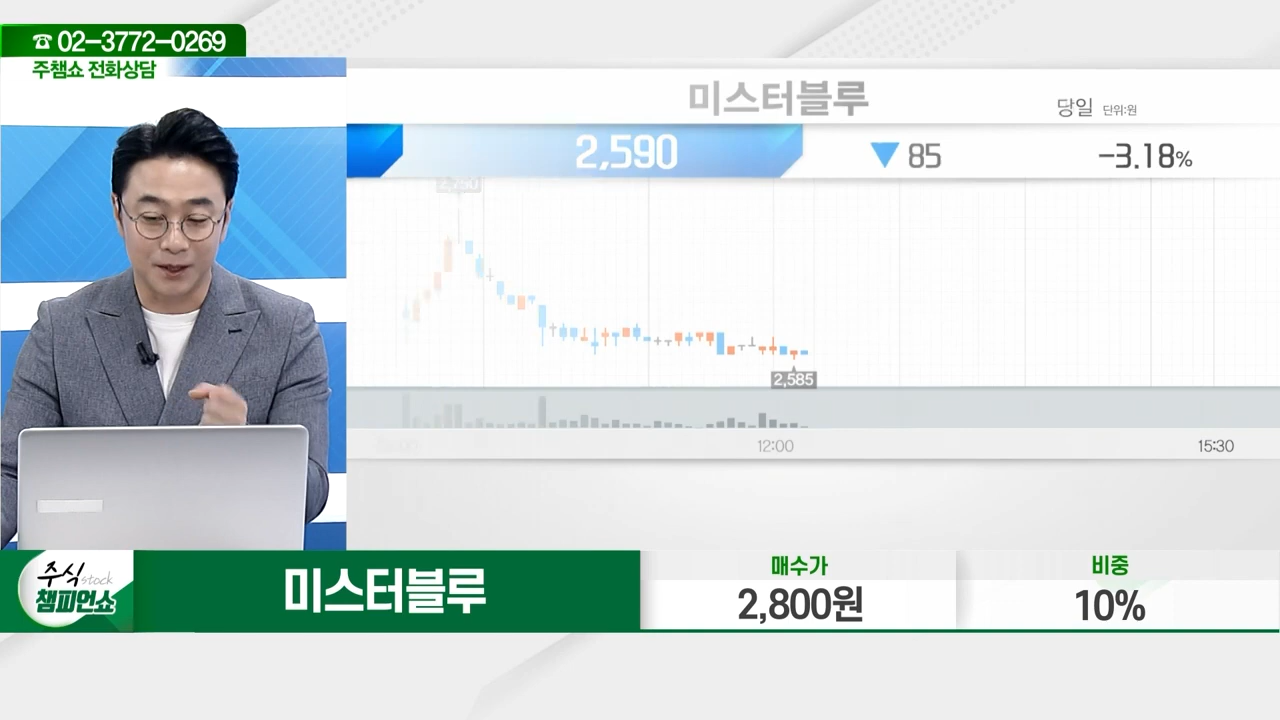 ☎ 02-3772-0269
주챔쇼 전화상담
미스터블루
당일 단위:원
2,590 ▼ 85 -3.18%
2,750
2,585
12:00 15:30
주식 stock
챔피언쇼
미스터블루
매수가
2,800원
비중
10%